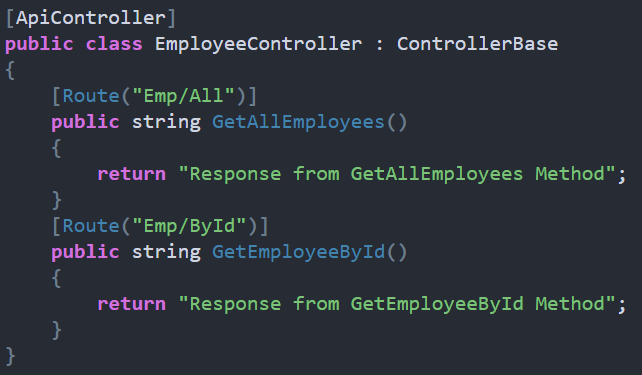 [ApiController]
public class EmployeeController : ControllerBase
{
    [Route("Emp/All")]
    public string GetAllEmployees()
    {
        return "Response from GetAllEmployees Method";
    }
    [Route("Emp/ById")]
    public string GetEmployeeById()
    {
        return "Response from GetEmployeeById Method";
    }
}